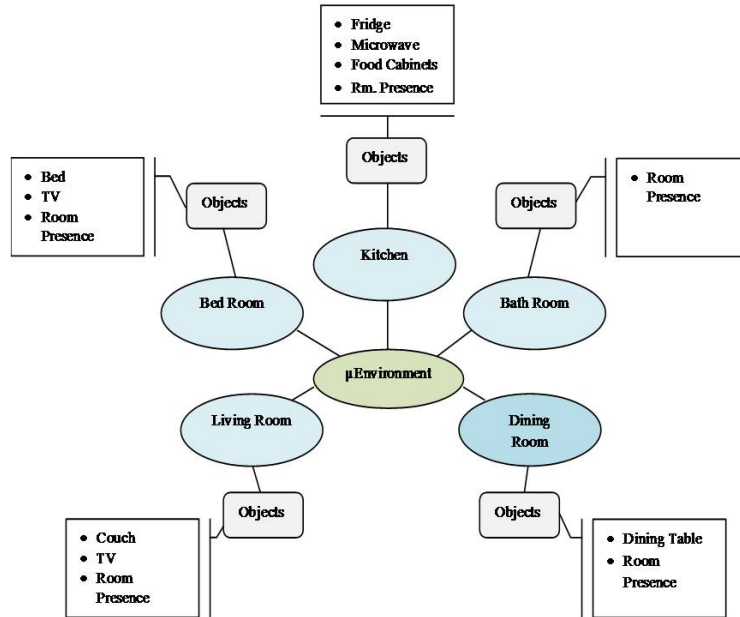 • Fridge
• Microwave
• Food Cabinets
• Rm. Presence
Objects
Kitchen
• Bed
• TV
• Room
Presence
Objects
Bed Room
• Room
Presence
Objects
Bath Room
µEnvironment
Living Room
Objects
• Couch
• TV
• Room
Presence
Dining
Room
Objects
• Dining Table
• Room
Presence